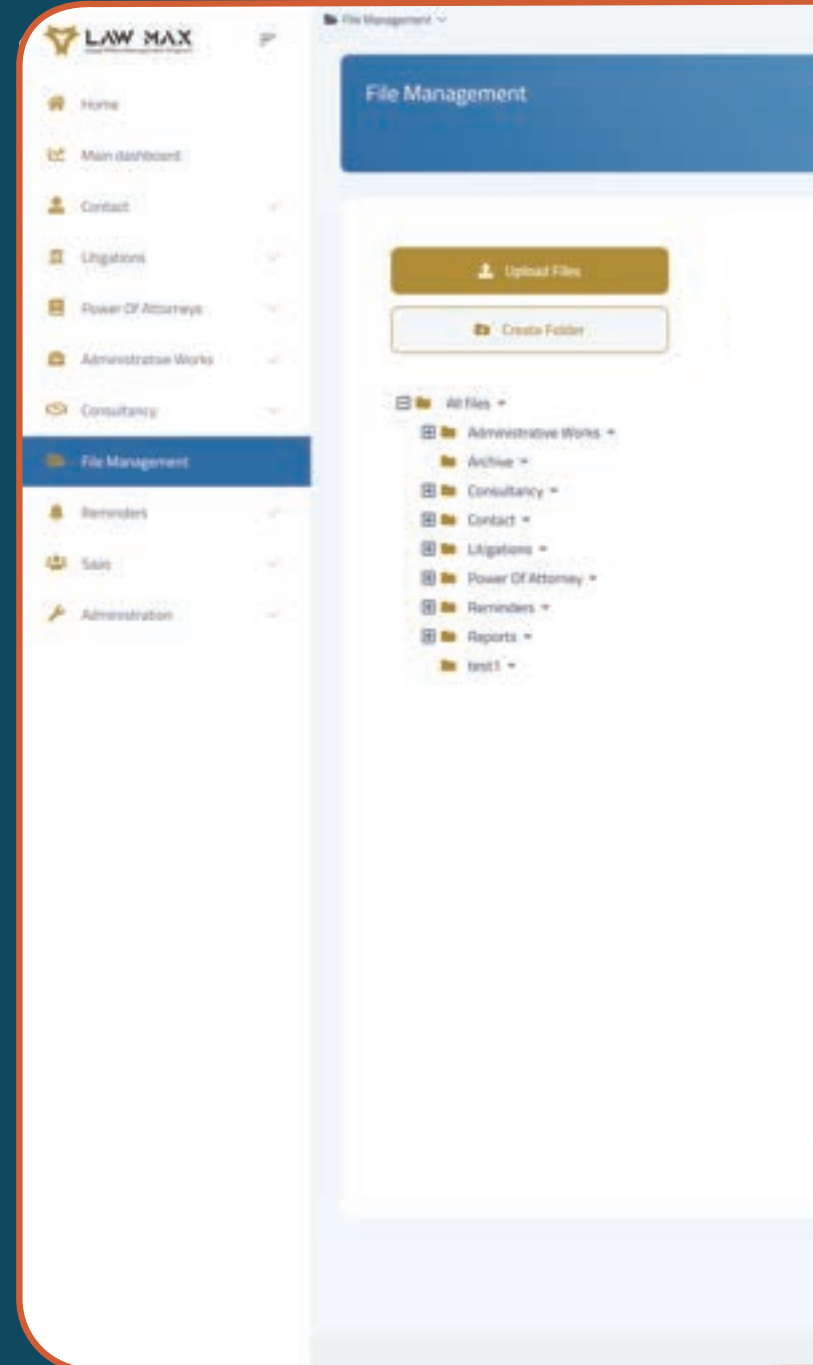 LAW MAX
File Management
File Management
Home
Main dashboard
Contact
Litigations
Power Of Attorneys
Administrative Works
Consultancy
File Management
Reminders
Administration
Upload Files
Create Folder
All files
Administrative Works
Archive
Consultancy
Contact
Litigations
Power Of Attorney
Reminders
Reports
test1